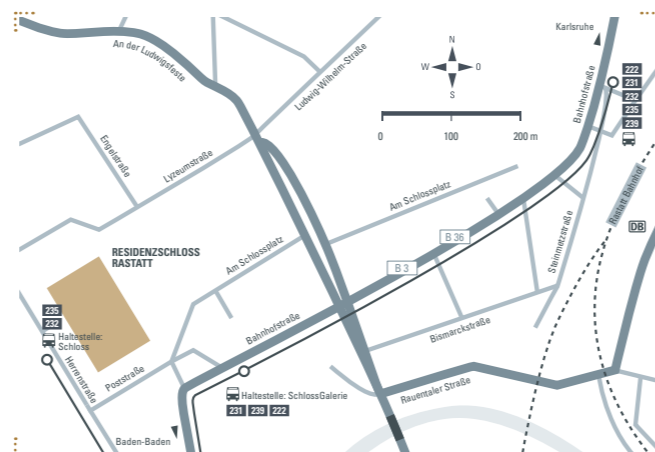 Karlsruhe
An der Ludwigsfeste
Ludwig-Wilhelm-Straße
N
W
O
S
0
100
200 m
Bahnhofstraße
222
231
232
235
239
Engelstraße
Lyzeumstraße
Am Schlossplatz
Rastatt Bahnhof
DB
RESIDENZSCHLOSS
RASTATT
Am Schlossplatz
B 36
B 3
Steinmetzstraße
235
232
Haltestelle:
Schloss
Bahnhofstraße
Bismarckstraße
Herrenstraße
Poststraße
Haltestelle: SchlossGalerie
231
239
222
Rauentaler Straße
Baden-Baden